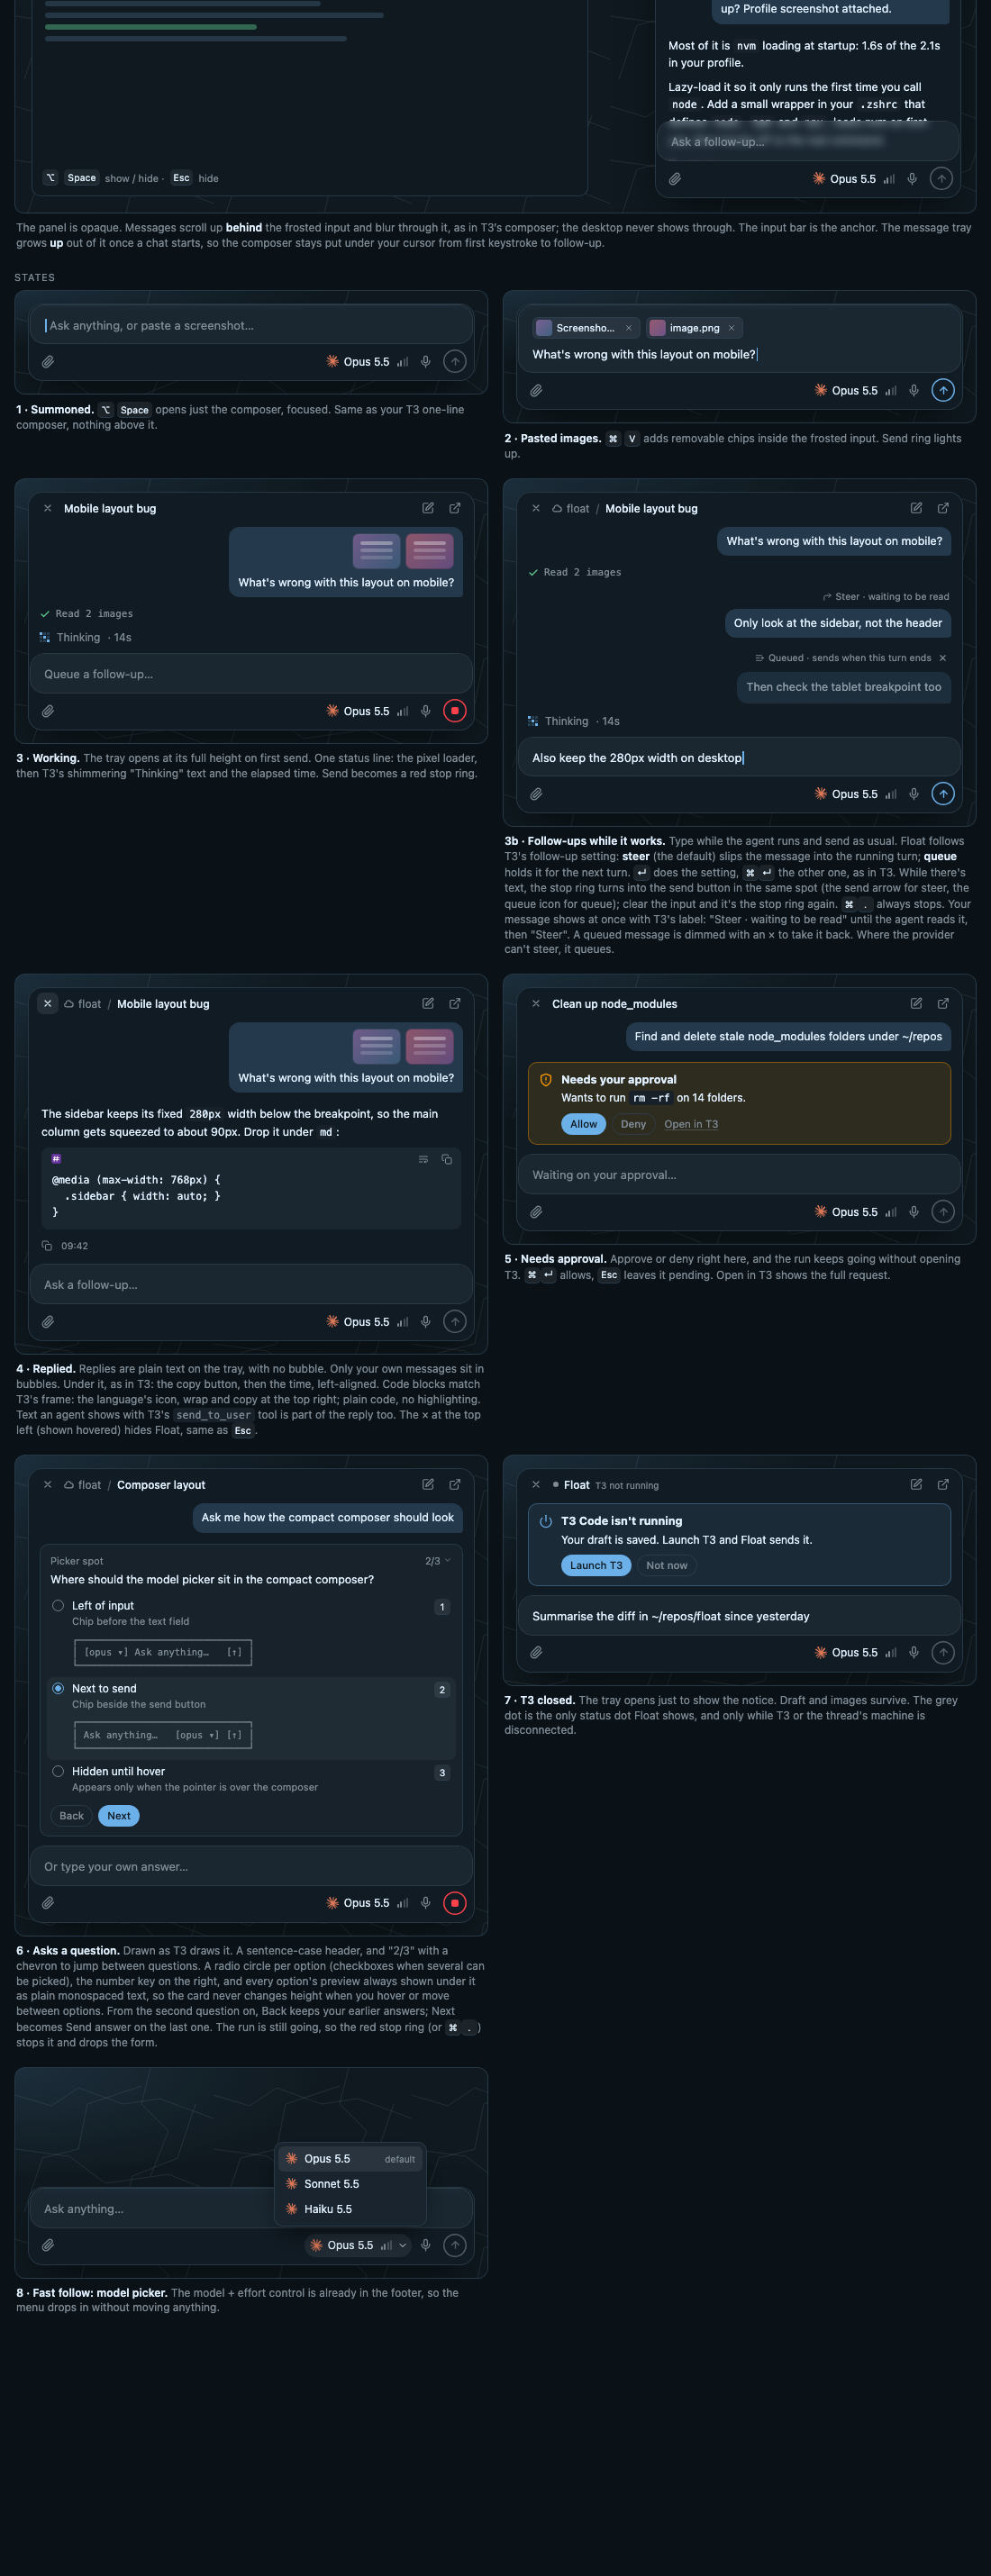 up? Profile screenshot attached.
Most of it is nvm loading at startup: 1.6s of the 2.1s
in your profile.
Lazy-load it so it only runs the first time you call
node . Add a small wrapper in your .zshrc that
Ask a follow-up...
Opus 5.5
⌥ Space show / hide · Esc hide
The panel is opaque. Messages scroll up behind the frosted input and blur through it, as in T3's composer; the desktop never shows through. The input bar is the anchor. The message tray
grows up out of it once a chat starts, so the composer stays put under your cursor from first keystroke to follow-up.
STATES
Ask anything, or paste a screenshot...
Opus 5.5
1 · Summoned. ⌥ Space opens just the composer, focused. Same as your T3 one-line
composer, nothing above it.
Screensho... ×
image.png ×
What's wrong with this layout on mobile?
Opus 5.5
2 · Pasted images. ⌘ V adds removable chips inside the frosted input. Send ring lights
up.
× Mobile layout bug
What's wrong with this layout on mobile?
Read 2 images
Thinking · 14s
Queue a follow-up...
Opus 5.5
3 · Working. The tray opens at its full height on first send. One status line: the pixel loader,
then T3's shimmering "Thinking" text and the elapsed time. Send becomes a red stop ring.
× float / Mobile layout bug
What's wrong with this layout on mobile?
Read 2 images
Steer · waiting to be read
Only look at the sidebar, not the header
Queued · sends when this turn ends ×
Then check the tablet breakpoint too
Thinking · 14s
Also keep the 280px width on desktop
Opus 5.5
3b · Follow-ups while it works. Type while the agent runs and send as usual. Float follows
T3's follow-up setting: steer (the default) slips the message into the running turn; queue
holds it for the next turn. ↵ does the setting, ⌘ ↵ the other one, as in T3. While there's
text, the stop ring turns into the send button in the same spot (the send arrow for steer, the
queue icon for queue); clear the input and it's the stop ring again. ⌘ . always stops. Your
message shows at once with T3's label: "Steer · waiting to be read" until the agent reads it,
then "Steer". A queued message is dimmed with an × to take it back. Where the provider
can't steer, it queues.
× float / Mobile layout bug
What's wrong with this layout on mobile?
The sidebar keeps its fixed 280px width below the breakpoint, so the main
column gets squeezed to about 90px. Drop it under md :
#
@media (max-width: 768px) {
.sidebar { width: auto; }
}
09:42
Ask a follow-up...
Opus 5.5
4 · Replied. Replies are plain text on the tray, with no bubble. Only your own messages sit in
bubbles. Under it, as in T3: the copy button, then the time, left-aligned. Code blocks match
T3's frame: the language's icon, wrap and copy at the top right; plain code, no highlighting.
Text an agent shows with T3's send_to_user tool is part of the reply too. The × at the top
left (shown hovered) hides Float, same as Esc.
× Clean up node_modules
Find and delete stale node_modules folders under ~/repos
Needs your approval
Wants to run rm -rf on 14 folders.
Allow Deny Open in T3
Waiting on your approval...
Opus 5.5
5 · Needs approval. Approve or deny right here, and the run keeps going without opening
T3. ⌘ ↵ allows, Esc leaves it pending. Open in T3 shows the full request.
× float / Composer layout
Ask me how the compact composer should look
Picker spot 2/3
Where should the model picker sit in the compact composer?
Left of input 1
Chip before the text field
[opus ▾] Ask anything… [↑]
Next to send 2
Chip beside the send button
Ask anything… [opus ▾] [↑]
Hidden until hover 3
Appears only when the pointer is over the composer
Back Next
Or type your own answer...
Opus 5.5
6 · Asks a question. Drawn as T3 draws it. A sentence-case header, and "2/3" with a
chevron to jump between questions. A radio circle per option (checkboxes when several can
be picked), the number key on the right, and every option's preview always shown under it
as plain monospaced text, so the card never changes height when you hover or move
between options. From the second question on, Back keeps your earlier answers; Next
becomes Send answer on the last one. The run is still going, so the red stop ring (or ⌘ . )
stops it and drops the form.
× Float T3 not running
T3 Code isn't running
Your draft is saved. Launch T3 and Float sends it.
Launch T3 Not now
Summarise the diff in ~/repos/float since yesterday
Opus 5.5
7 · T3 closed. The tray opens just to show the notice. Draft and images survive. The grey
dot is the only status dot Float shows, and only while T3 or the thread's machine is
disconnected.
Opus 5.5 default
Sonnet 5.5
Haiku 5.5
Ask anything...
Opus 5.5
8 · Fast follow: model picker. The model + effort control is already in the footer, so the
menu drops in without moving anything.